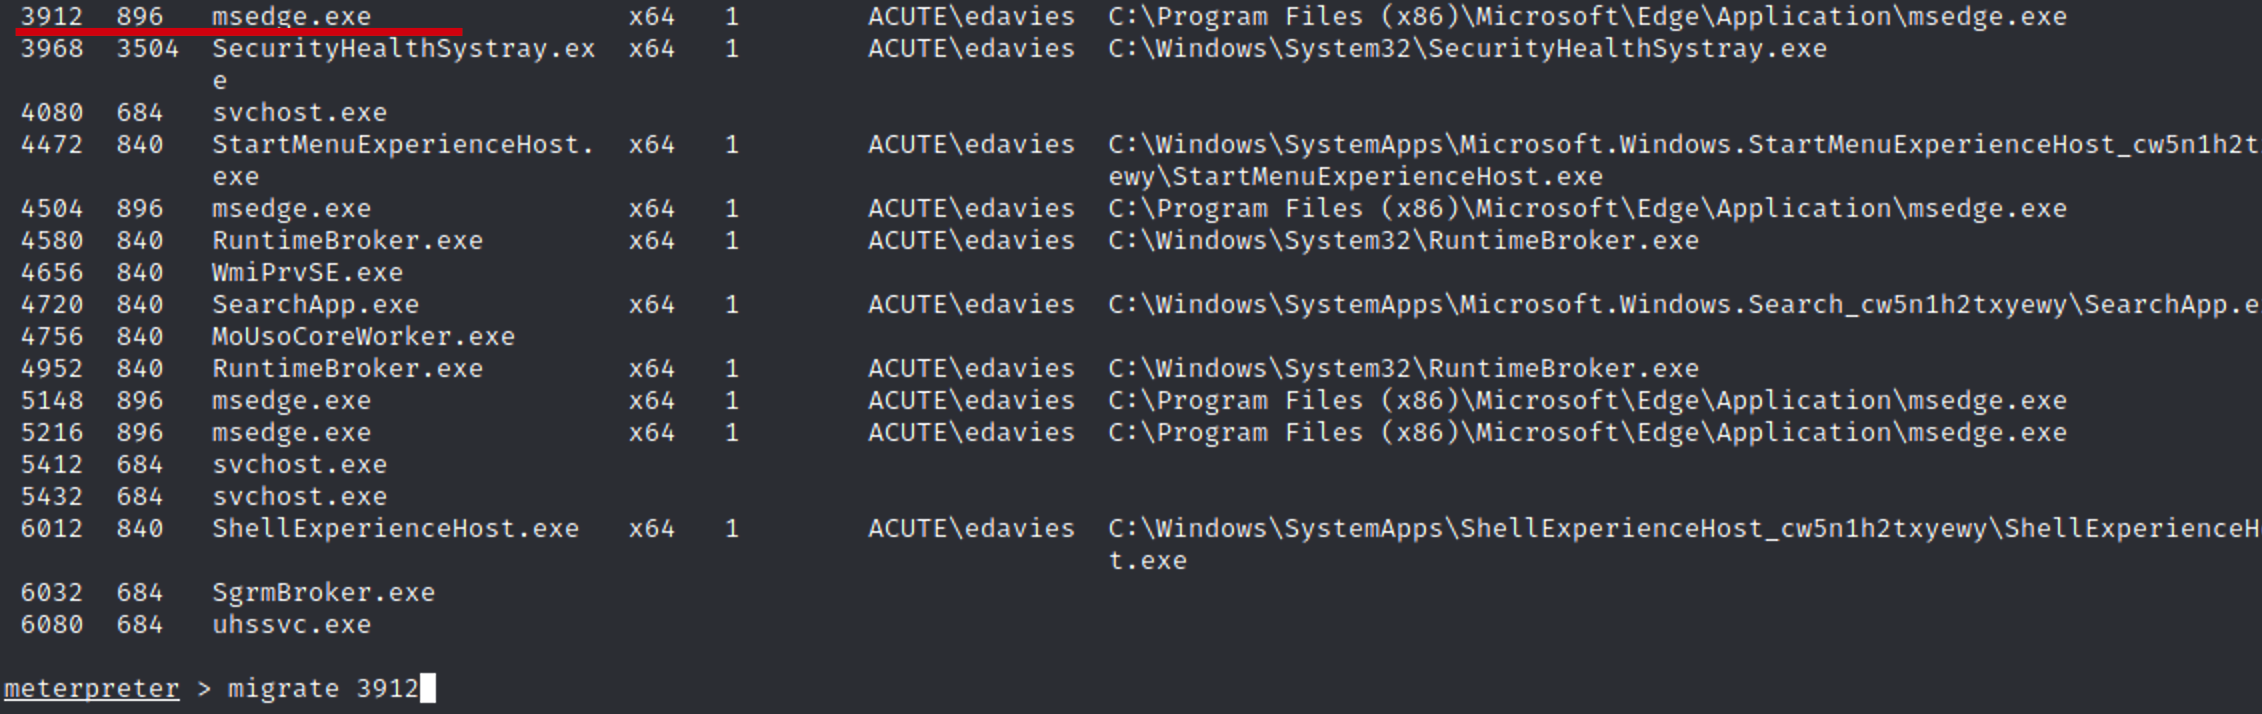 3912  896   msedge.exe                x64   1        ACUTE\edavies  C:\Program Files (x86)\Microsoft\Edge\Application\msedge.exe
3968  3504  SecurityHealthSystray.ex  x64   1        ACUTE\edavies  C:\Windows\System32\SecurityHealthSystray.exe
e
4080  684   svchost.exe
4472  840   StartMenuExperienceHost.  x64   1        ACUTE\edavies  C:\Windows\SystemApps\Microsoft.Windows.StartMenuExperienceHost_cw5n1h2t
exe                                                  ewy\StartMenuExperienceHost.exe
4504  896   msedge.exe                x64   1        ACUTE\edavies  C:\Program Files (x86)\Microsoft\Edge\Application\msedge.exe
4580  840   RuntimeBroker.exe         x64   1        ACUTE\edavies  C:\Windows\System32\RuntimeBroker.exe
4656  840   WmiPrvSE.exe
4720  840   SearchApp.exe             x64   1        ACUTE\edavies  C:\Windows\SystemApps\Microsoft.Windows.Search_cw5n1h2txyewy\SearchApp.e
4756  840   MoUsoCoreWorker.exe
4952  840   RuntimeBroker.exe         x64   1        ACUTE\edavies  C:\Windows\System32\RuntimeBroker.exe
5148  896   msedge.exe                x64   1        ACUTE\edavies  C:\Program Files (x86)\Microsoft\Edge\Application\msedge.exe
5216  896   msedge.exe                x64   1        ACUTE\edavies  C:\Program Files (x86)\Microsoft\Edge\Application\msedge.exe
5412  684   svchost.exe
5432  684   svchost.exe
6012  840   ShellExperienceHost.exe   x64   1        ACUTE\edavies  C:\Windows\SystemApps\ShellExperienceHost_cw5n1h2txyewy\ShellExperienceH
t.exe
6032  684   SgrmBroker.exe
6080  684   uhssvc.exe
meterpreter > migrate 3912